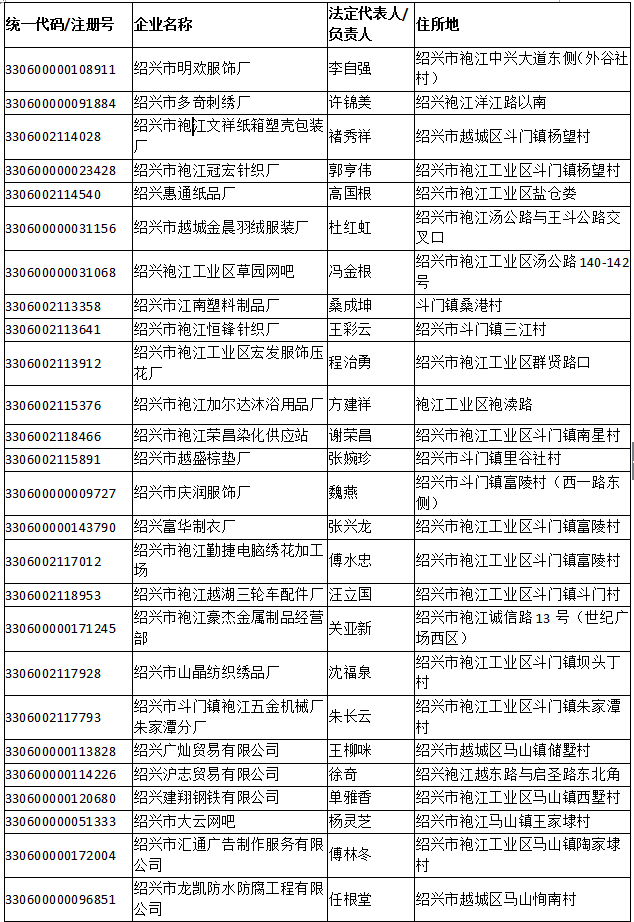 统一代码/注册号 企业名称 法定代表人/负责人 住所地
330600000108911 绍兴市明欢服饰厂 李自强 绍兴市袍江中兴大道东侧（外谷社村）
330600000091884 绍兴市多奇刺绣厂 许锦美 绍兴袍江洋江路以南
3306002114028 绍兴市袍江文祥纸箱塑壳包装厂 褚秀祥 绍兴市越城区斗门镇杨望村
330600000023428 绍兴市袍江冠宏针织厂 郭亨伟 绍兴市袍江工业区斗门镇杨望村
3306002114540 绍兴惠通纸品厂 高国根 绍兴市袍江工业区盐仓娄
330600000031156 绍兴市越城金晨羽绒服装厂 杜红虹 绍兴市袍江汤公路与王斗公路交叉口
330600000031068 绍兴袍江工业区草园网吧 冯金根 绍兴市袍江工业区汤公路140-142号
3306002113358 绍兴市江南塑料制品厂 桑成坤 斗门镇桑港村
3306002113641 绍兴市袍江恒锋针织厂 王彩云 绍兴市斗门镇三江村
3306002113912 绍兴市袍江工业区宏发服饰压花厂 程治勇 绍兴市袍江工业区群贤路口
3306002115376 绍兴市袍江加尔达沐浴用品厂 方建祥 袍江工业区袍渎路
3306002118466 绍兴市袍江荣昌染化供应站 谢荣昌 绍兴市袍江工业区斗门镇南星村
3306002115891 绍兴市越盛棕垫厂 张婉珍 绍兴市斗门镇里谷社村
330600000009727 绍兴市庆润服饰厂 魏燕 绍兴市斗门镇富陵村（西一路东侧）
330600000143790 绍兴富华制衣厂 张兴龙 绍兴市袍江工业区斗门镇富陵村
3306002117012 绍兴市袍江勤捷电脑绣花加工场 傅水忠 绍兴市袍江工业区斗门镇富陵村
3306002118953 绍兴市袍江越湖三轮车配件厂 汪立国 绍兴市袍江工业区斗门镇斗门村
330600000171245 绍兴市袍江豪杰金属制品经营部 关亚新 绍兴市袍江诚信路13号（世纪广场西区）
3306002117928 绍兴市山晶纺织绣品厂 沈福泉 绍兴市袍江工业区斗门镇坝头丁村
3306002117793 绍兴市斗门镇袍江五金机械厂朱家潭分厂 朱长云 绍兴市袍江工业区斗门镇朱家潭村
330600000113828 绍兴广灿贸易有限公司 王柳咪 绍兴市越城区马山镇储墅村
330600000114226 绍兴沪志贸易有限公司 徐奇 绍兴袍江越东路与启圣路东北角
330600000120680 绍兴建翔钢铁有限公司 单雅香 绍兴市袍江工业区马山镇西墅村
330600000051333 绍兴市大云网吧 杨灵芝 绍兴市袍江马山镇王家埭村
330600000172004 绍兴市汇通广告制作服务有限公司 傅林冬 绍兴市袍江工业区马山镇陶家埭村
330600000096851 绍兴市龙凯防水防腐工程有限公司 任根堂 绍兴市越城区马山恂南村